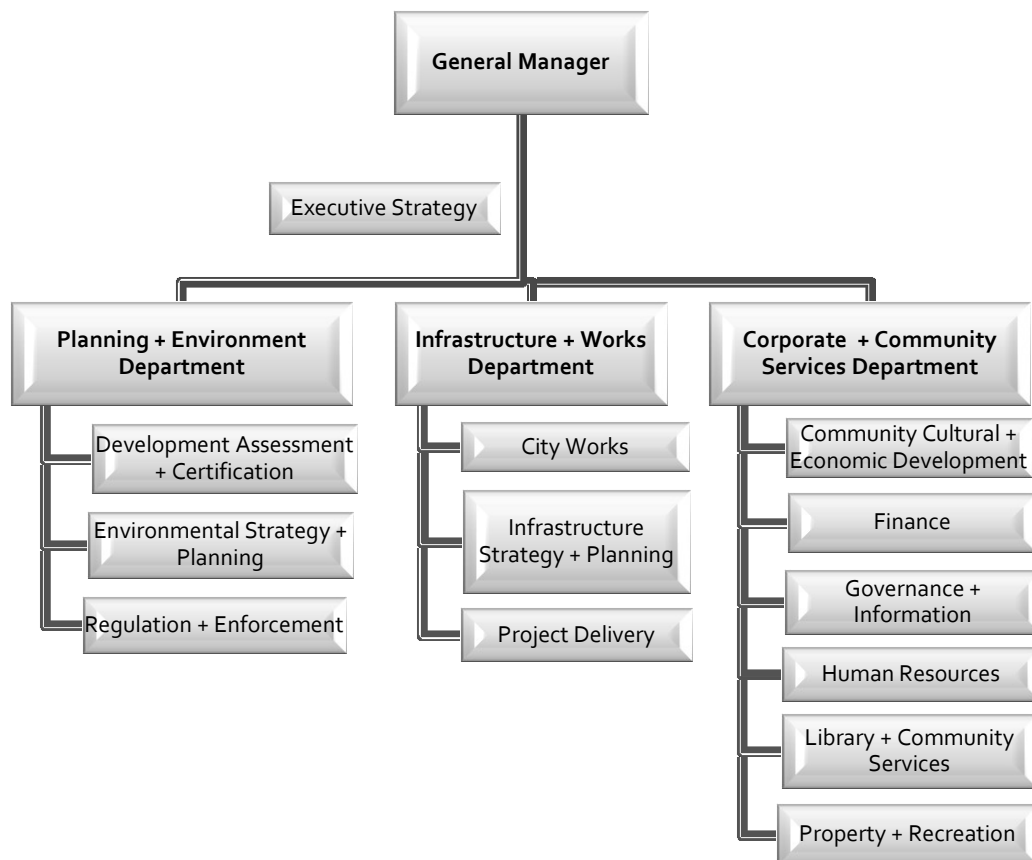 General Manager
Executive Strategy
Planning + Environment
Department
Development Assessment
+ Certification
Environmental Strategy +
Planning
Regulation + Enforcement
Infrastructure + Works
Department
City Works
Infrastructure
Strategy + Planning
Project Delivery
Corporate + Community
Services Department
Community Cultural +
Economic Development
Finance
Governance +
Information
Human Resources
Library + Community
Services
Property + Recreation